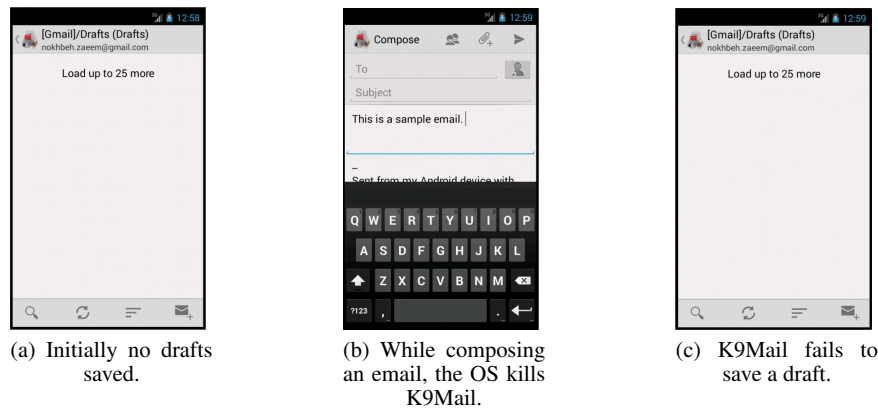 3G 12:58
[Gmail]/Drafts (Drafts)
nokhbeh.zaeem@gmail.com
Load up to 25 more
(a) Initially no drafts
saved.
3G 12:59
Compose
To
Subject
This is a sample email.
–
Sent from my Android device with
Q W E R T Y U I O P
A S D F G H J K L
Z X C V B N M
?123 , .
(b) While composing
an email, the OS kills
K9Mail.
3G 12:59
[Gmail]/Drafts (Drafts)
nokhbeh.zaeem@gmail.com
Load up to 25 more
(c) K9Mail fails to
save a draft.